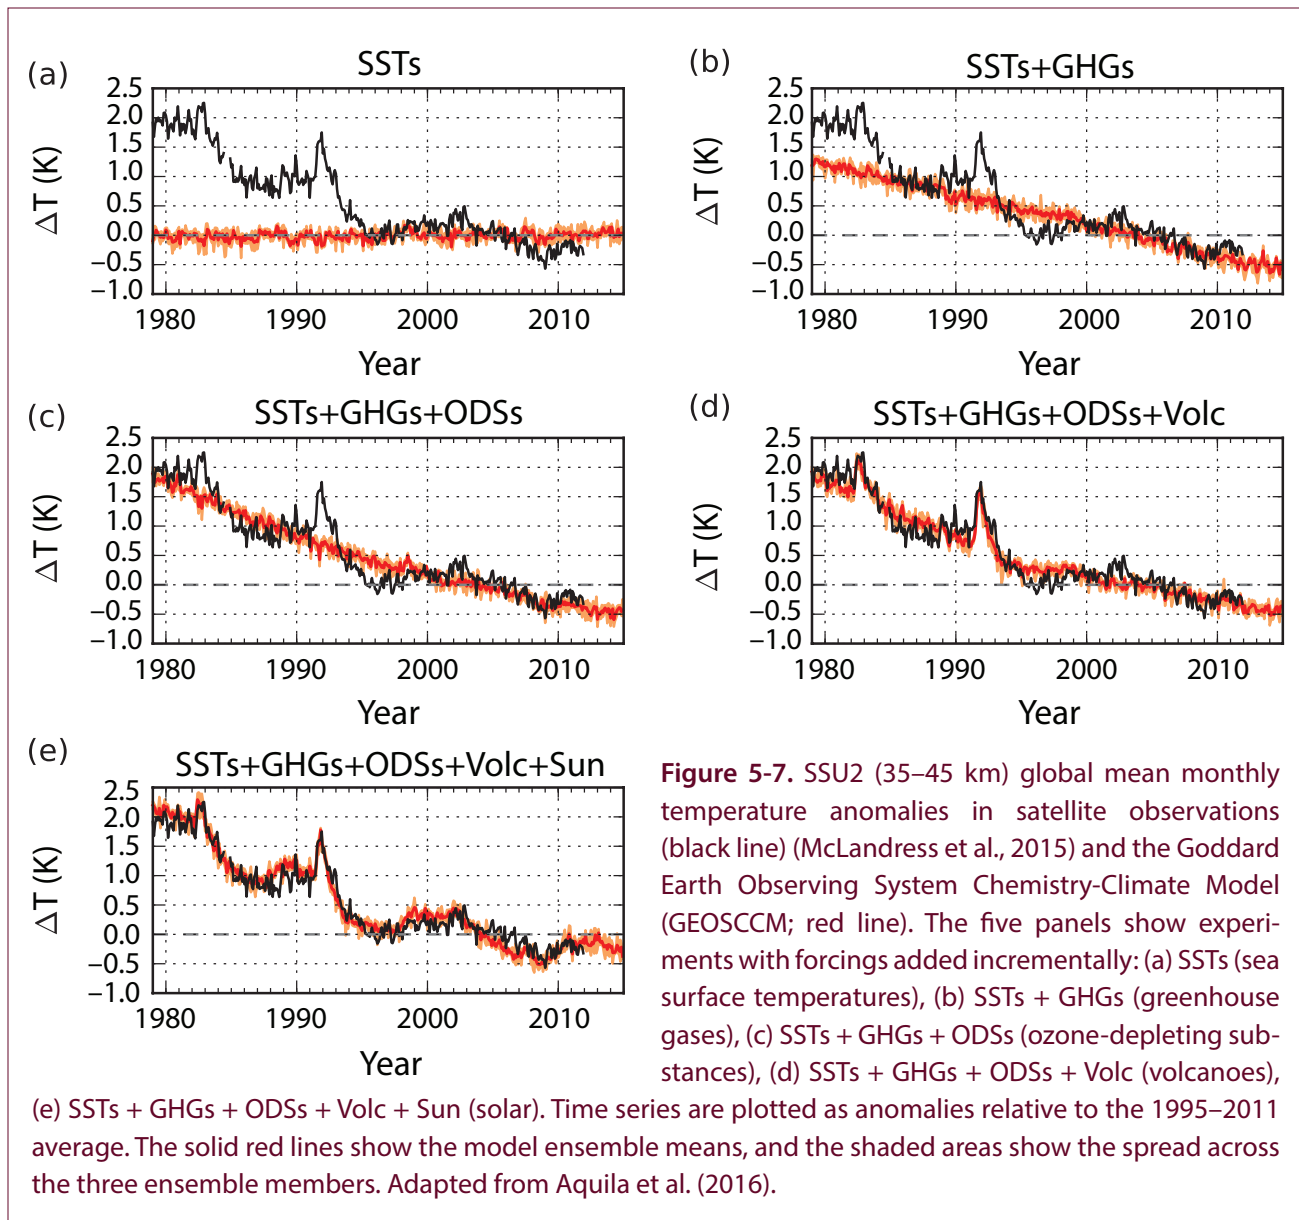 (a)
SSTs
2.5
2.0
1.5
1.0
0.5
0.0
−0.5
−1.0
ΔT (K)
1980 1990 2000 2010
Year
(b)
SSTs+GHGs
2.5
2.0
1.5
1.0
0.5
0.0
−0.5
−1.0
ΔT (K)
1980 1990 2000 2010
Year
(c)
SSTs+GHGs+ODSs
2.5
2.0
1.5
1.0
0.5
0.0
−0.5
−1.0
ΔT (K)
1980 1990 2000 2010
Year
(d)
SSTs+GHGs+ODSs+Volc
2.5
2.0
1.5
1.0
0.5
0.0
−0.5
−1.0
ΔT (K)
1980 1990 2000 2010
Year
(e)
SSTs+GHGs+ODSs+Volc+Sun
2.5
2.0
1.5
1.0
0.5
0.0
−0.5
−1.0
ΔT (K)
1980 1990 2000 2010
Year
Figure 5-7. SSU2 (35–45 km) global mean monthly
temperature anomalies in satellite observations
(black line) (McLandress et al., 2015) and the Goddard
Earth Observing System Chemistry-Climate Model
(GEOSCCM; red line). The five panels show experi-
ments with forcings added incrementally: (a) SSTs (sea
surface temperatures), (b) SSTs + GHGs (greenhouse
gases), (c) SSTs + GHGs + ODSs (ozone-depleting sub-
stances), (d) SSTs + GHGs + ODSs + Volc (volcanoes),
(e) SSTs + GHGs + ODSs + Volc + Sun (solar). Time series are plotted as anomalies relative to the 1995–2011
average. The solid red lines show the model ensemble means, and the shaded areas show the spread across
the three ensemble members. Adapted from Aquila et al. (2016).